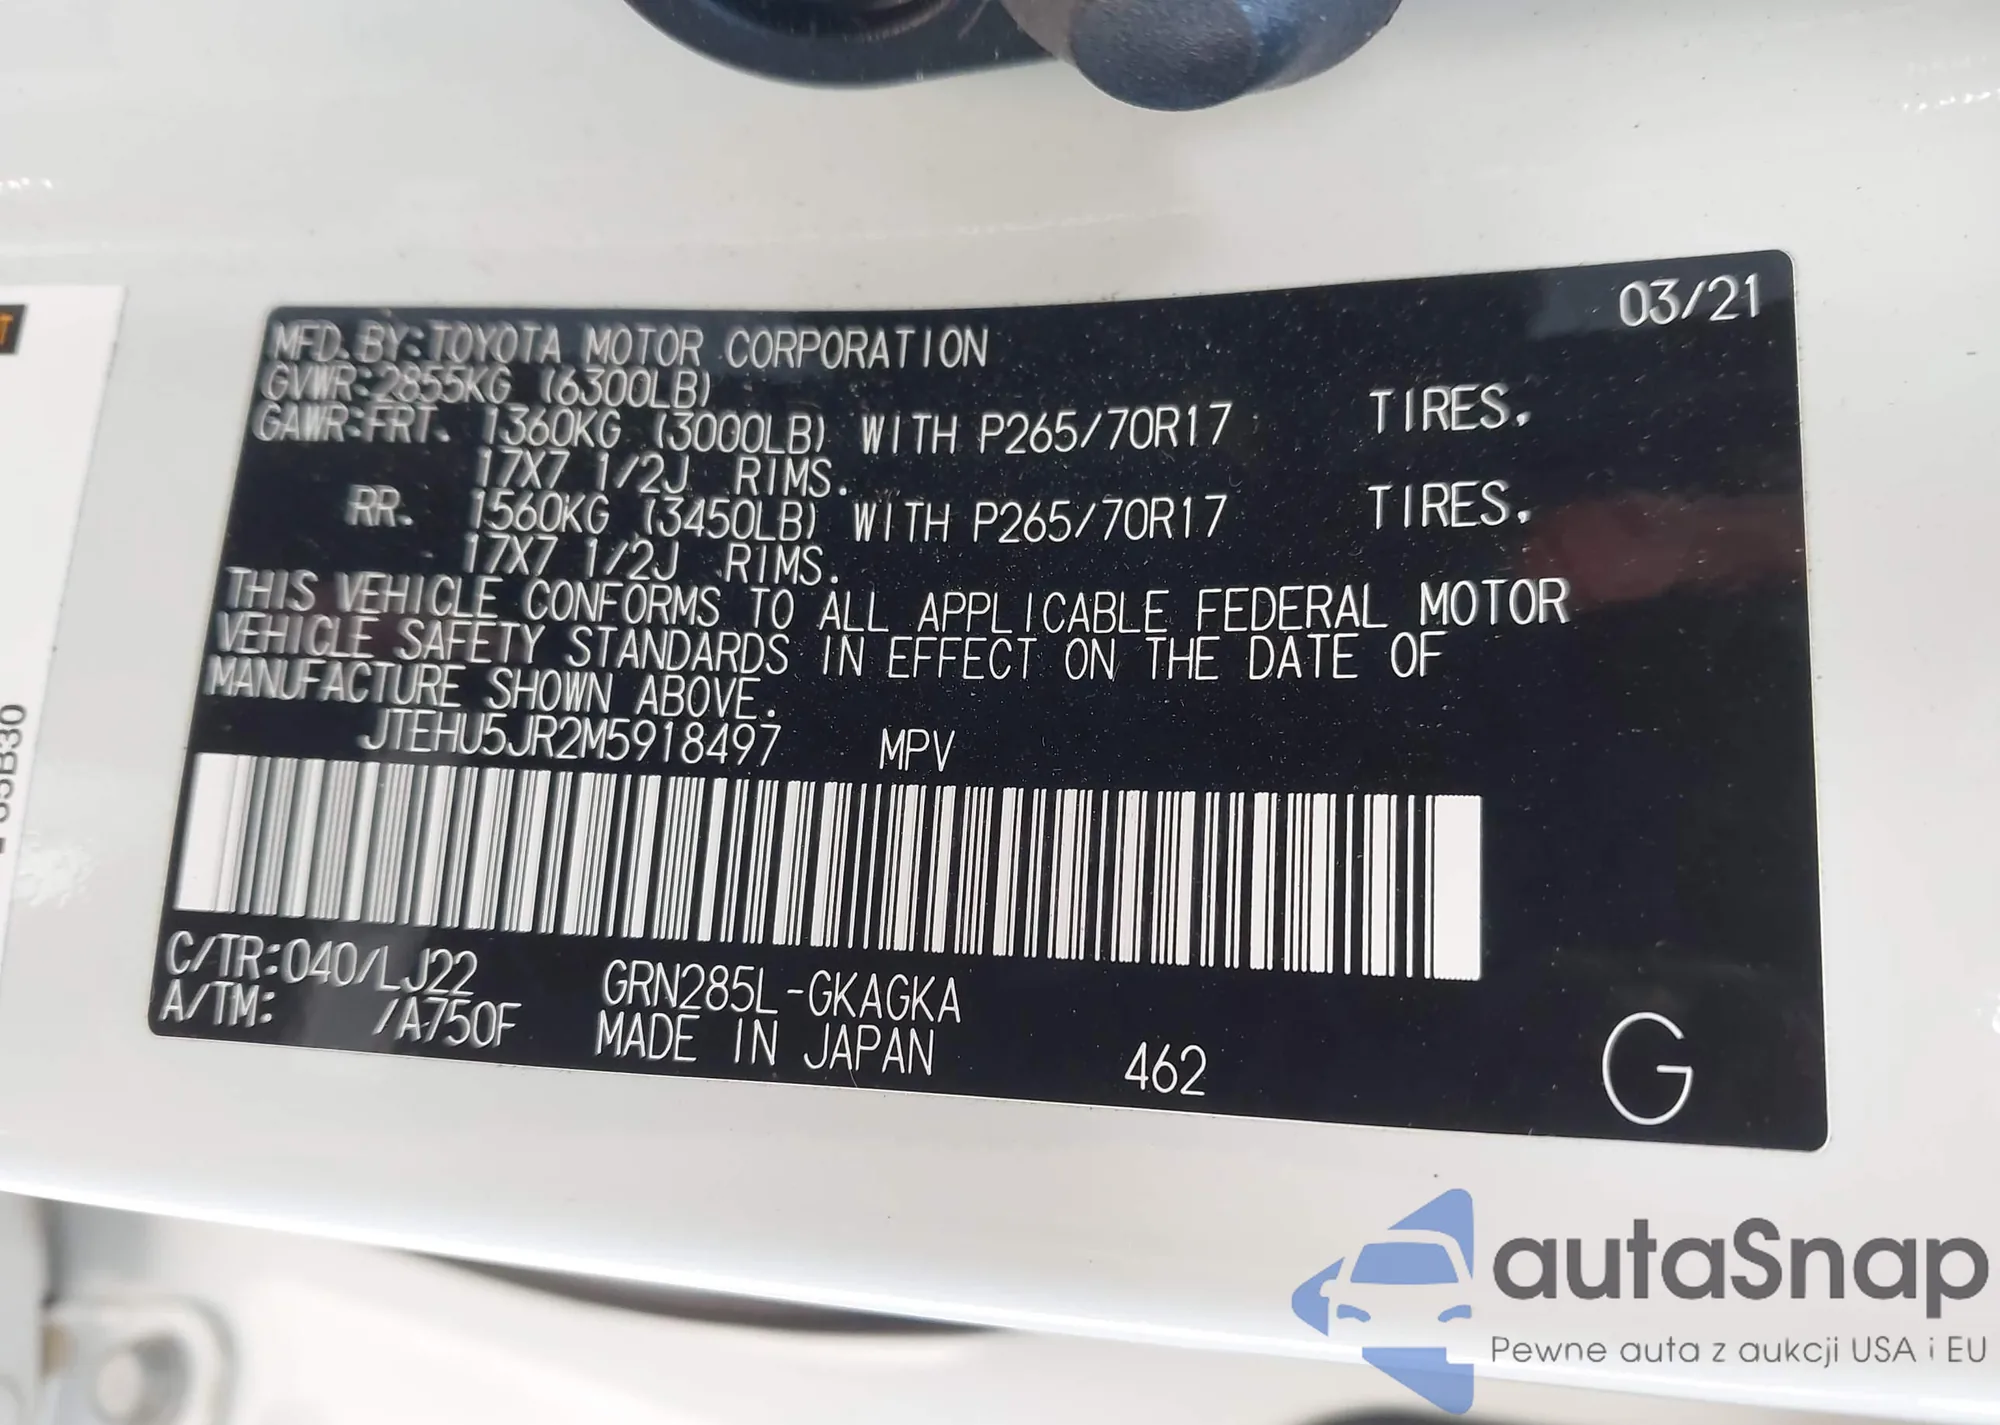 03/21
MFD. BY: TOYOTA MOTOR CORPORATION
GVWR: 2855KG (6300LB)
GAWR: FRT. 1360KG (3000LB) WITH P265/70R17 TIRES,
17X7 1/2J RIMS.
RR. 1560KG (3450LB) WITH P265/70R17 TIRES,
17X7 1/2J RIMS.
THIS VEHICLE CONFORMS TO ALL APPLICABLE FEDERAL MOTOR
VEHICLE SAFETY STANDARDS IN EFFECT ON THE DATE OF
MANUFACTURE SHOWN ABOVE.
JTEHU5JR2M5918497 MPV
C/TR: 040/LJ22 GRN285L-GKAGKA
A/TM: /A750F MADE IN JAPAN 462 G
autaSnap
Pewne auta z aukcji USA i EU